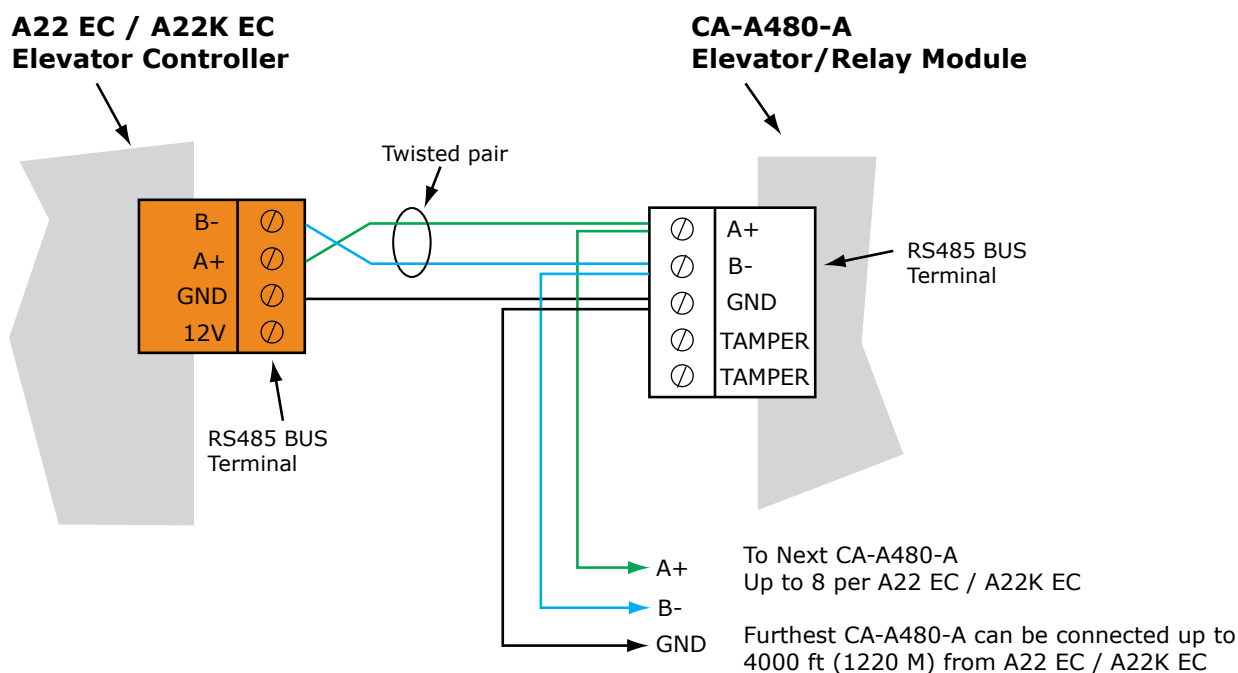 A22 EC / A22K EC
Elevator Controller
CA-A480-A
Elevator/Relay Module
Twisted pair
B-
A+
GND
12V
A+
B-
GND
TAMPER
TAMPER
RS485 BUS
Terminal
RS485 BUS
Terminal
A+
B-
GND
To Next CA-A480-A
Up to 8 per A22 EC / A22K EC
Furthest CA-A480-A can be connected up to
4000 ft (1220 M) from A22 EC / A22K EC